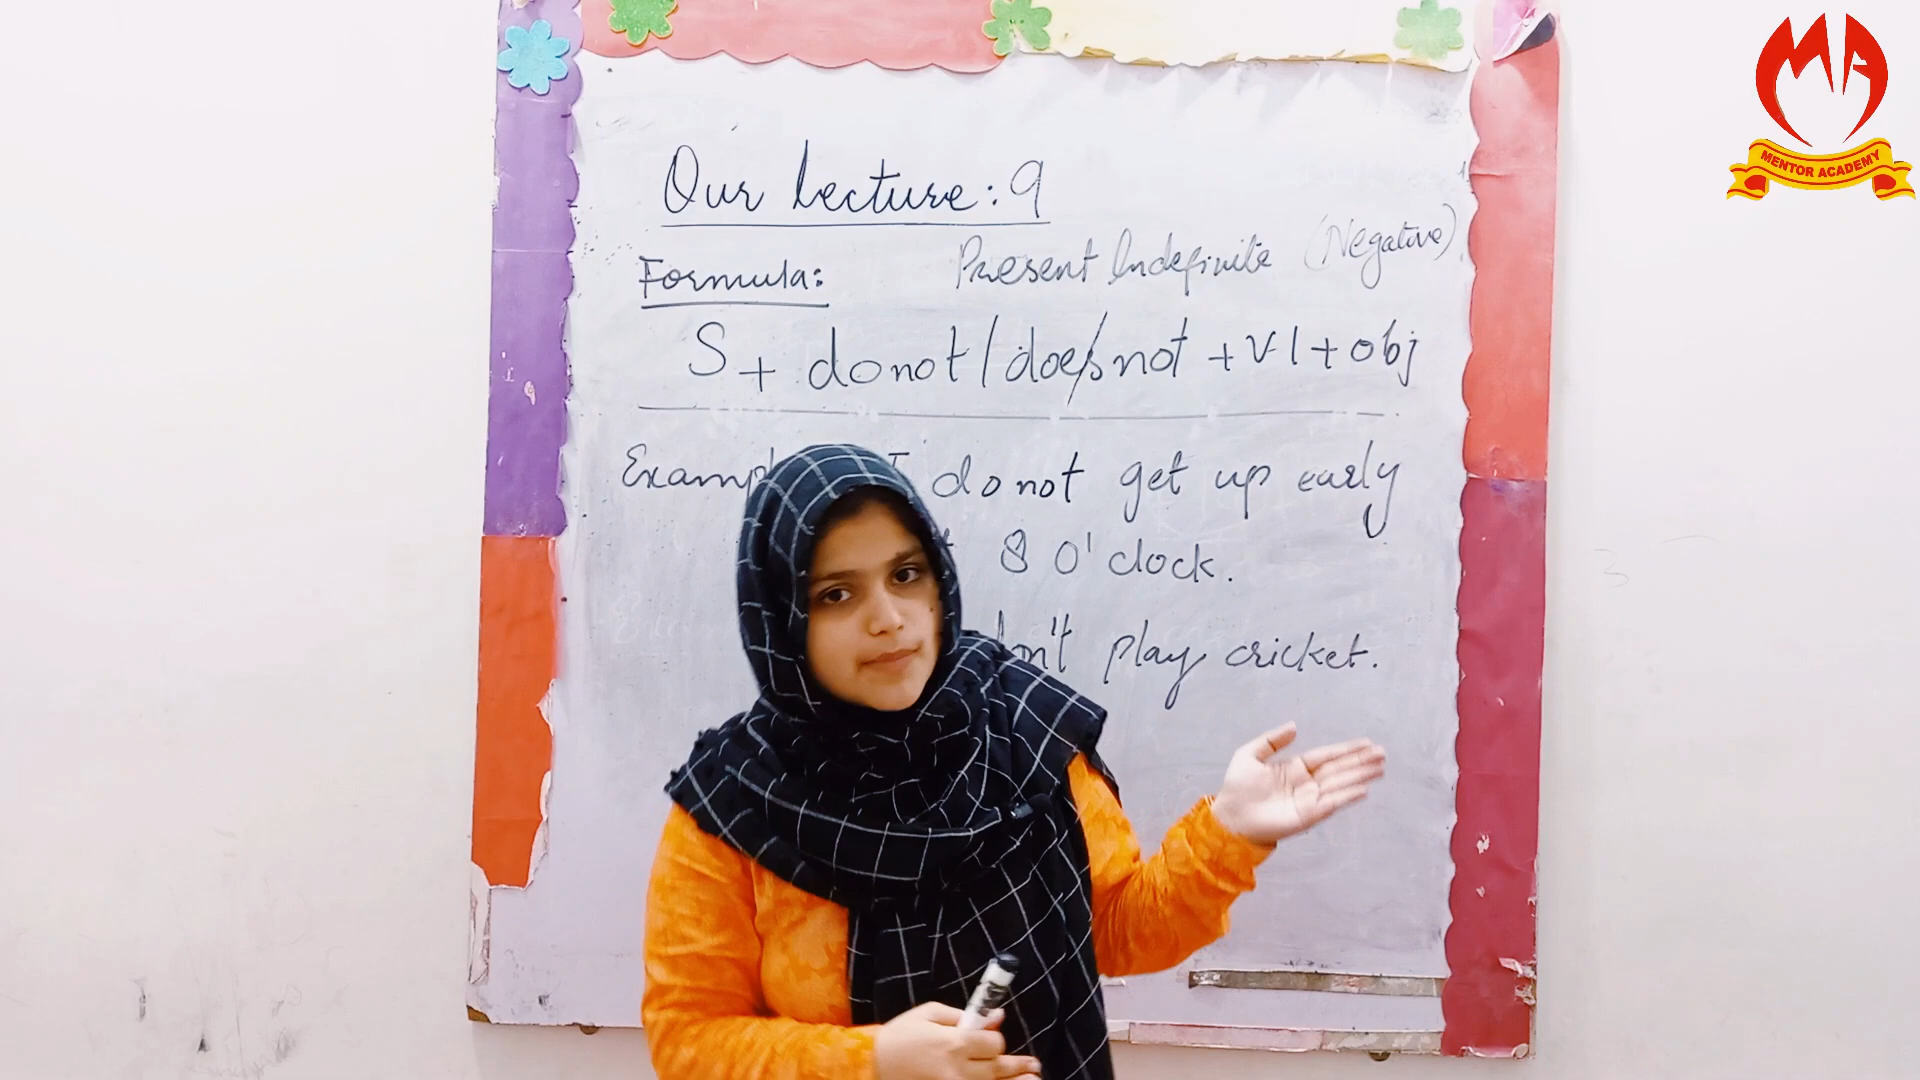 MENTOR ACADEMY
Our Lecture: 9
Formula: Present Indefinite (Negative)
S + do not / does not + V1 + obj
I do not get up early
8 O'clock.
play cricket.